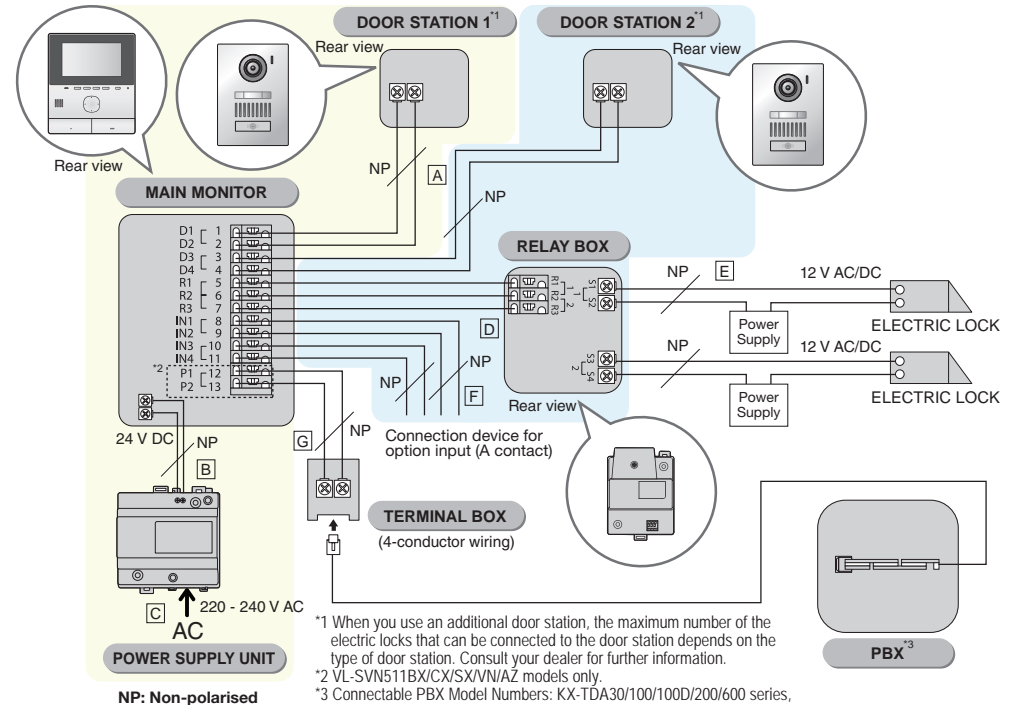 DOOR STATION 1*1
DOOR STATION 2*1
Rear view
Rear view
Rear view
NP
A
NP
MAIN MONITOR
D1 1
D2 2
D3 3
D4 4
R1 5
R2 6
R3 7
IN1 8
IN2 9
IN3 10
IN4 11
*2 P1 12
P2 13
RELAY BOX
R1 1
R2
R3 2
S1 1
S2
S3 2
S4
D
NP
E
12 V AC/DC
Power
Supply
ELECTRIC LOCK
NP
12 V AC/DC
Power
Supply
ELECTRIC LOCK
NP
NP
F
Rear view
24 V DC
NP
B
G
NP
Connection device for
option input (A contact)
TERMINAL BOX
(4-conductor wiring)
C
220 - 240 V AC
AC
POWER SUPPLY UNIT
PBX*3
NP: Non-polarised
*1 When you use an additional door station, the maximum number of the
electric locks that can be connected to the door station depends on the
type of door station. Consult your dealer for further information.
*2 VL-SVN511BX/CX/SX/VN/AZ models only.
*3 Connectable PBX Model Numbers: KX-TDA30/100/100D/200/600 series,